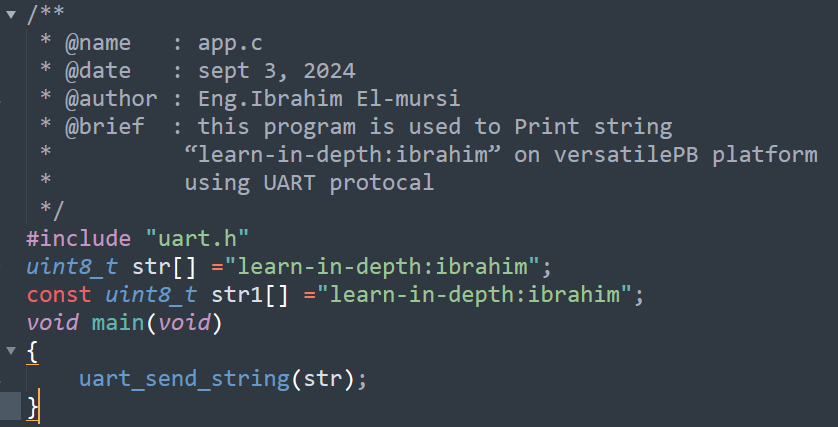 /**
 * @name   : app.c
 * @date   : sept 3, 2024
 * @author : Eng.Ibrahim El-mursi
 * @brief  : this program is used to Print string
 *          “learn-in-depth:ibrahim” on versatilePB platform
 *          using UART protocal
 */
#include "uart.h"
uint8_t str[] ="learn-in-depth:ibrahim";
const uint8_t str1[] ="learn-in-depth:ibrahim";
void main(void)
{
    uart_send_string(str);
}